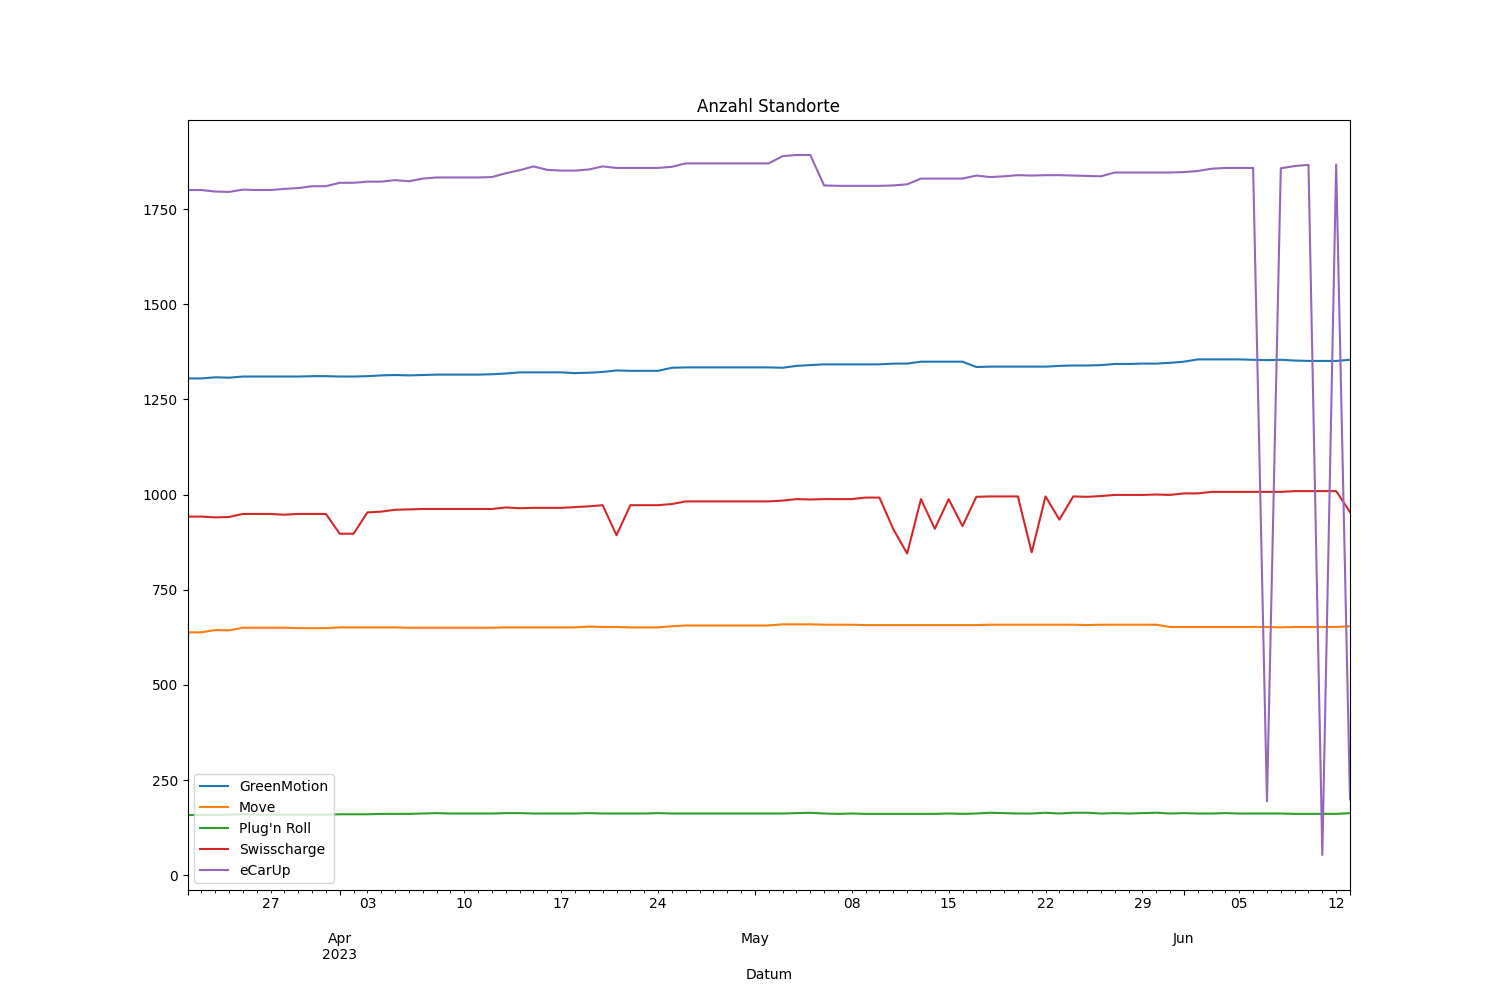 Anzahl Standorte
1750
1500
1250
1000
750
500
250
0
GreenMotion
Move
Plug'n Roll
Swisscharge
eCarUp
27 03 10 17 24 08 15 22 29 05 12
Apr May Jun
2023
Datum